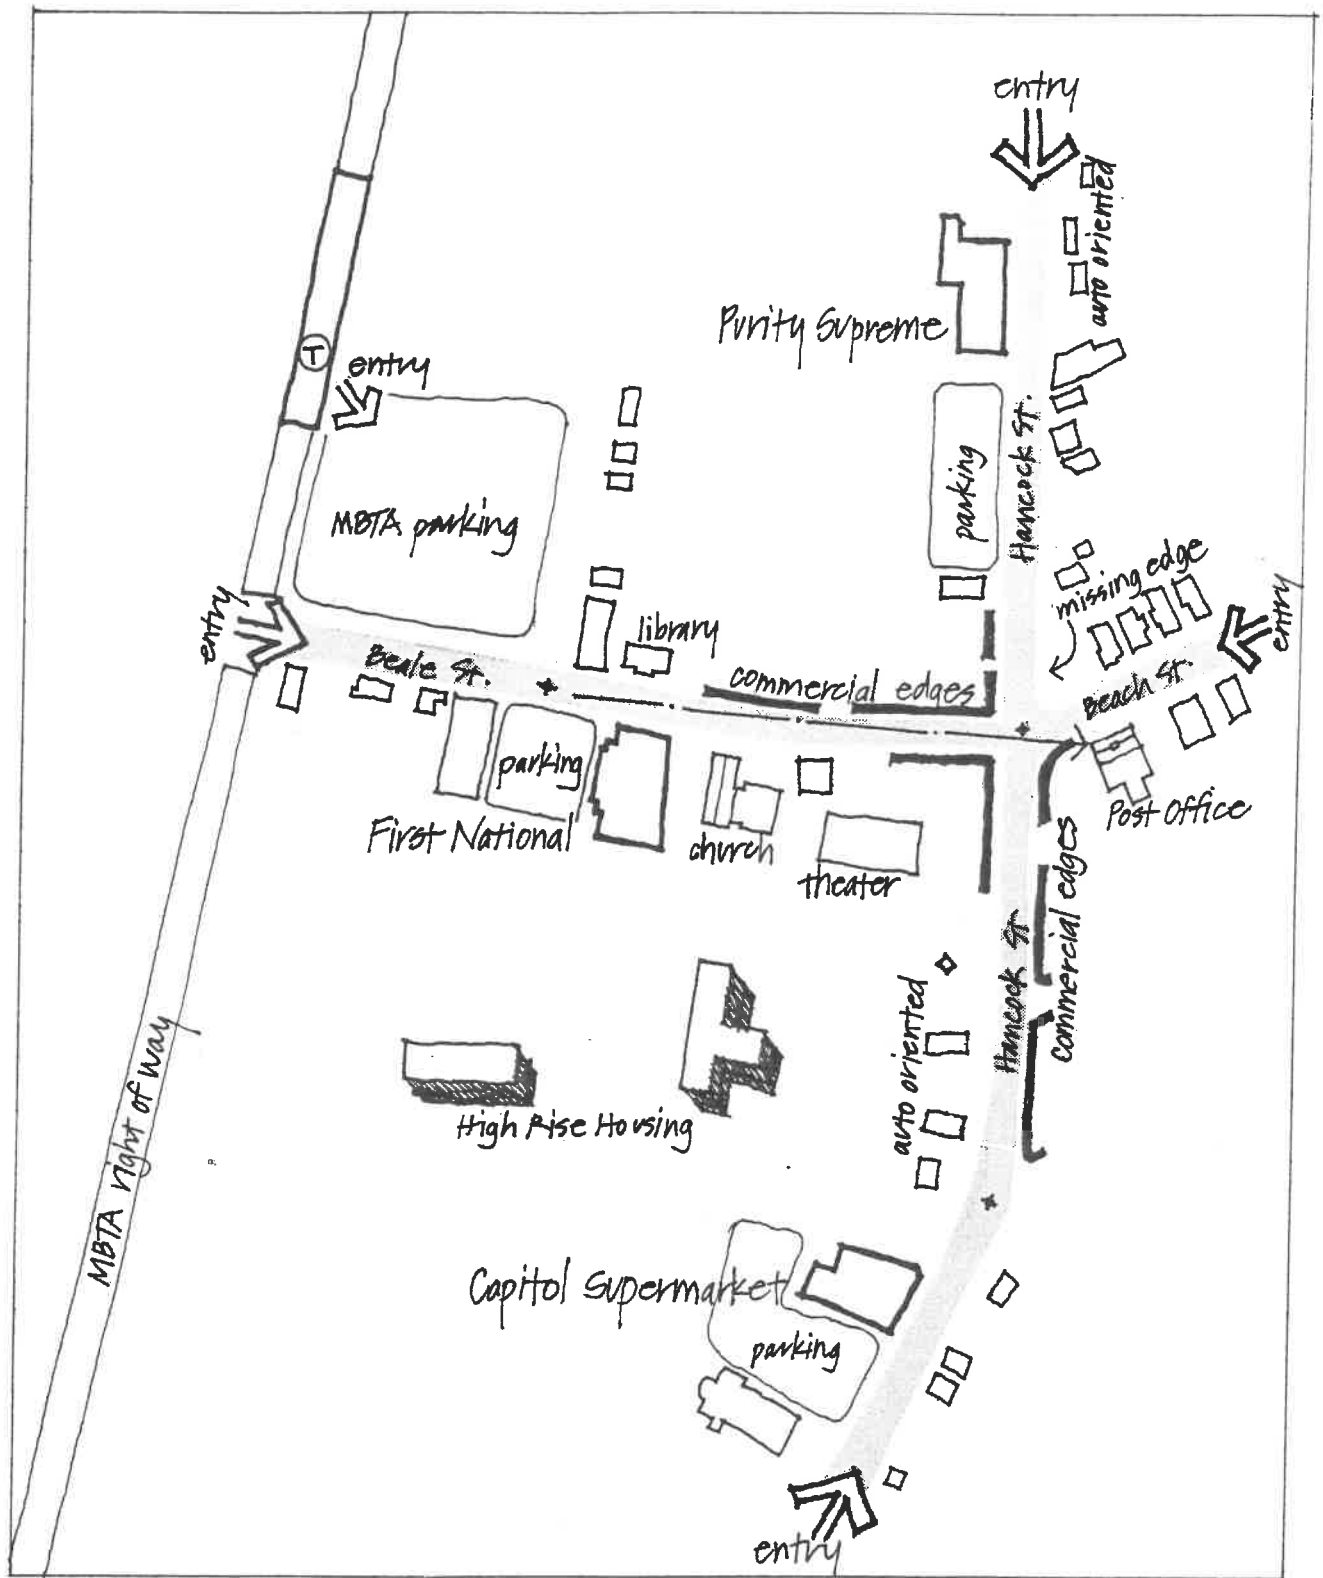 entry
auto oriented
Purity Supreme
T
entry
Hancock St.
parking
MBTA parking
missing edge
entry
entry
library
Beale St.
commercial edges
Beach St.
parking
First National
church
theater
Post Office
commercial edges
Hancock St
auto oriented
High Rise Housing
MBTA right of way
Capitol Supermarket
parking
entry